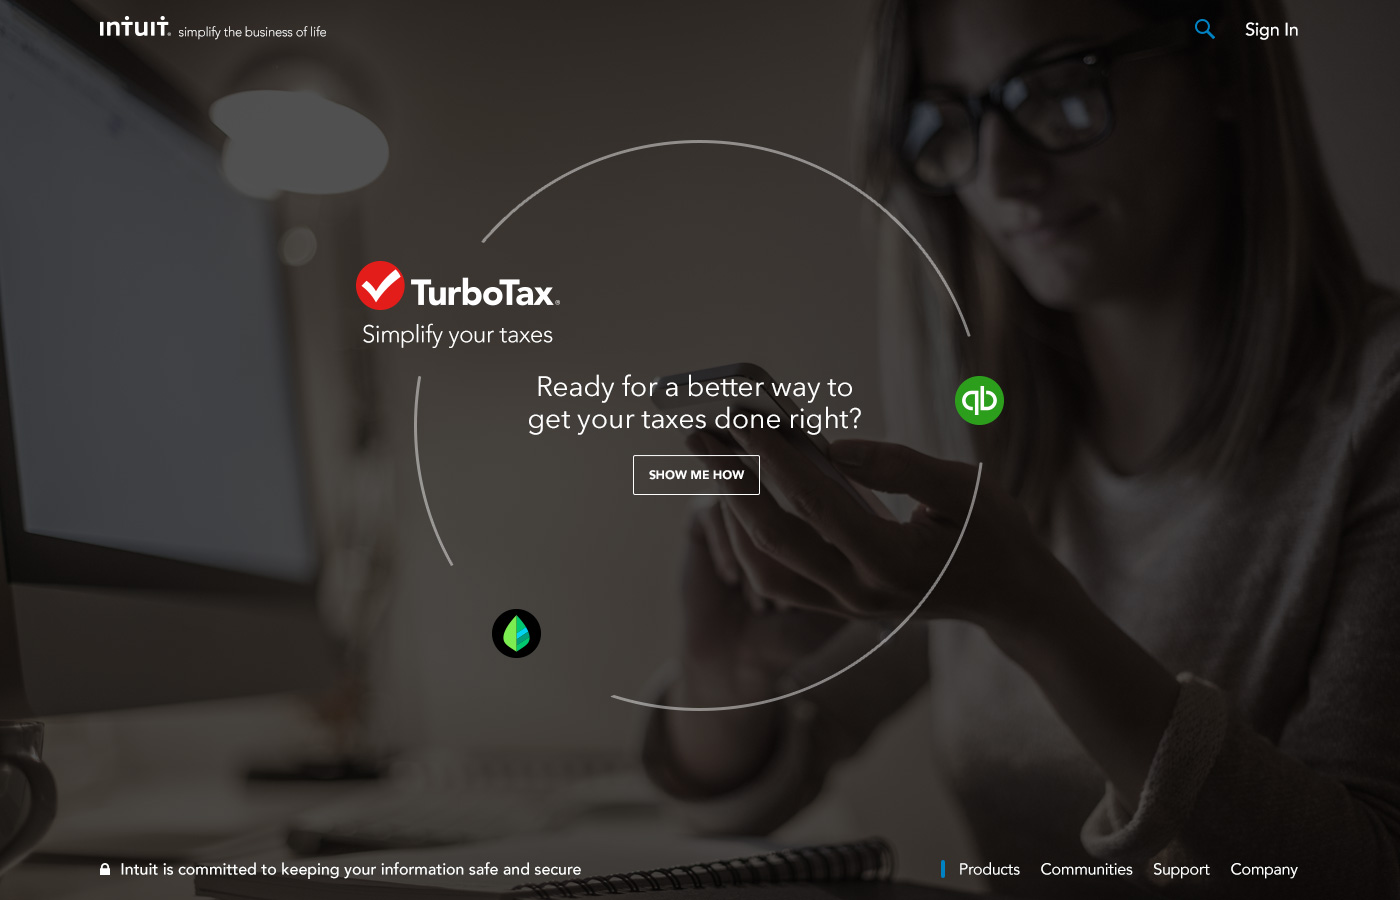 intuit. simplify the business of life
Sign In
TurboTax®
Simplify your taxes
Ready for a better way to
get your taxes done right?
qb
SHOW ME HOW
Intuit is committed to keeping your information safe and secure
Products Communities Support Company